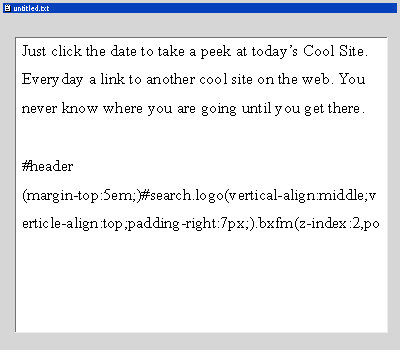 untitled.txt
Just click the date to take a peek at today's Cool Site.
Everyday a link to another cool site on the web. You
never know where you are going until you get there.
#header
(margin-top:5em;)#search.logo(vertical-align:middle;v
erticle-align:top;padding-right:7px;).bxfm(z-index:2,po